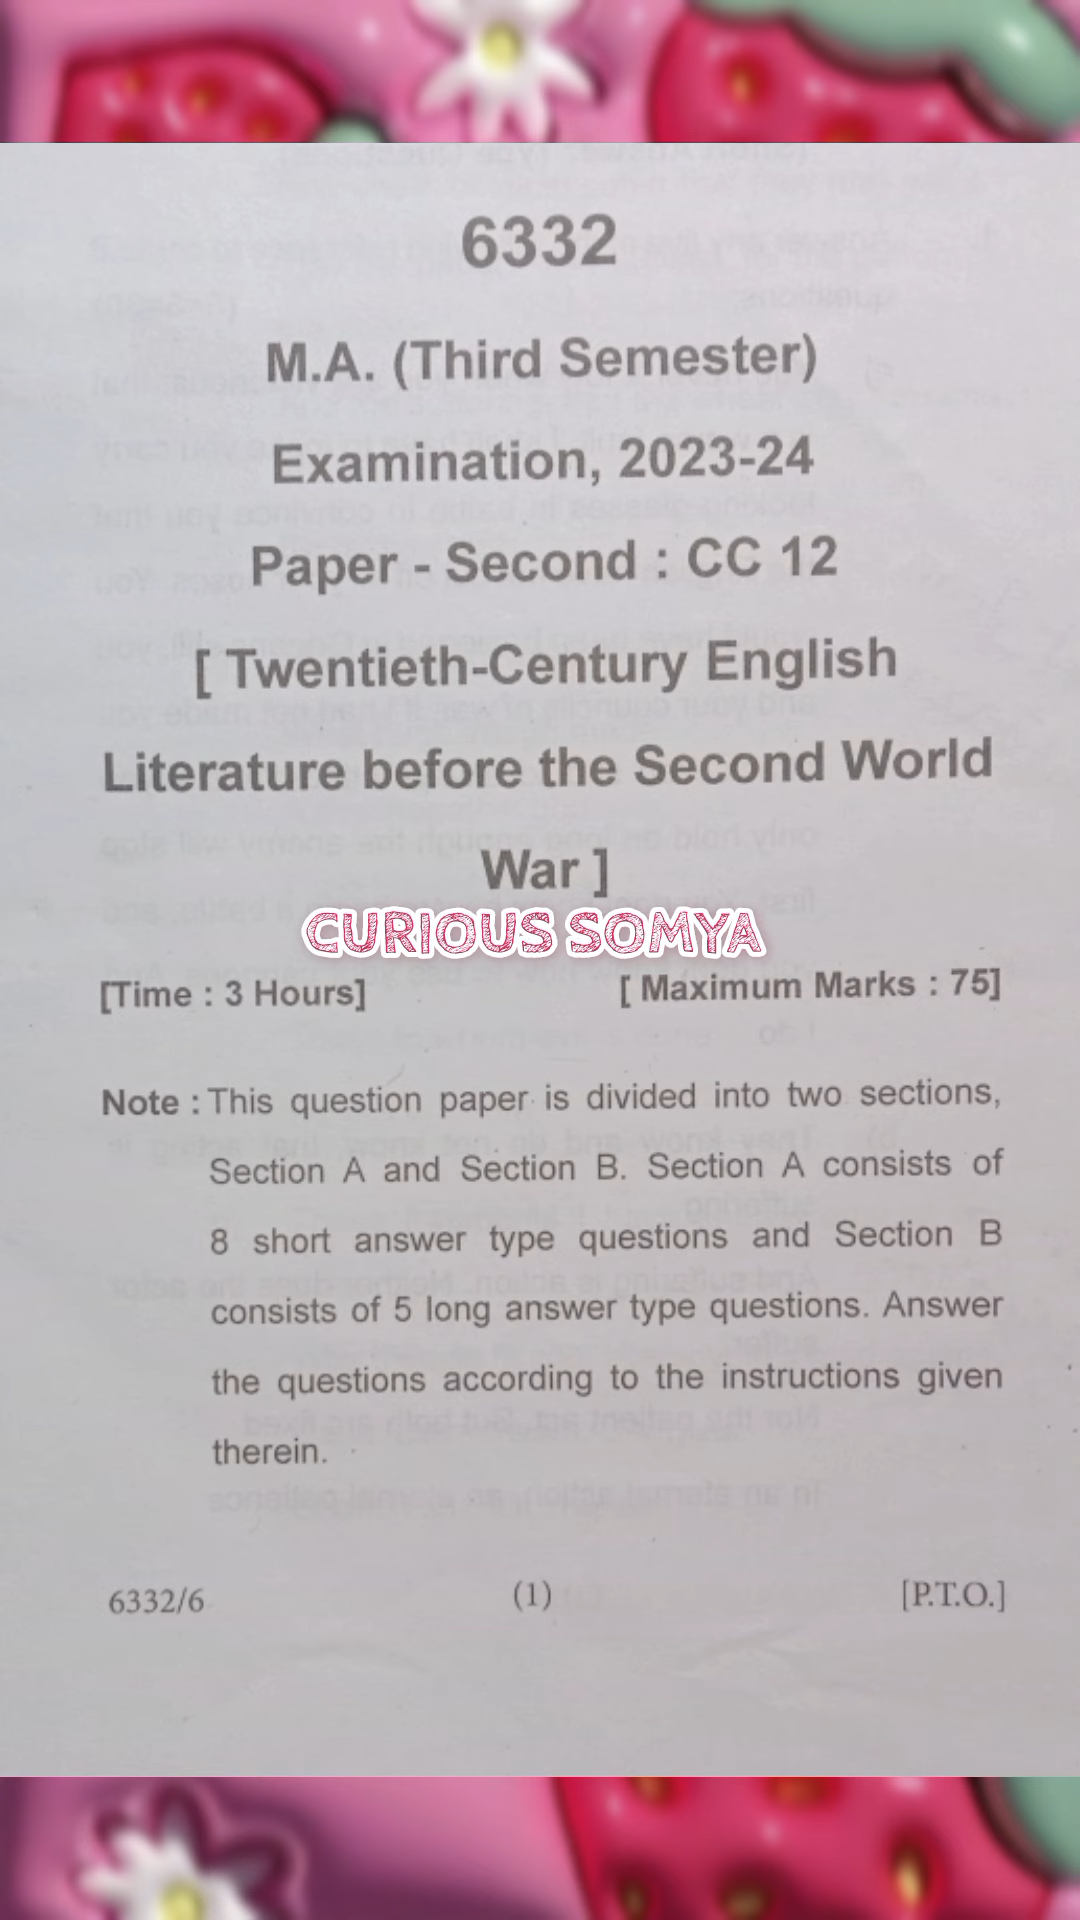 6332
M.A. (Third Semester)
Examination, 2023-24
Paper - Second : CC 12
[ Twentieth-Century English
Literature before the Second World
War ]
CURIOUS SOMYA
[Time : 3 Hours] [ Maximum Marks : 75]
Note : This question paper is divided into two sections,
Section A and Section B. Section A consists of
8 short answer type questions and Section B
consists of 5 long answer type questions. Answer
the questions according to the instructions given
therein.
6332/6 (1) [P.T.O.]